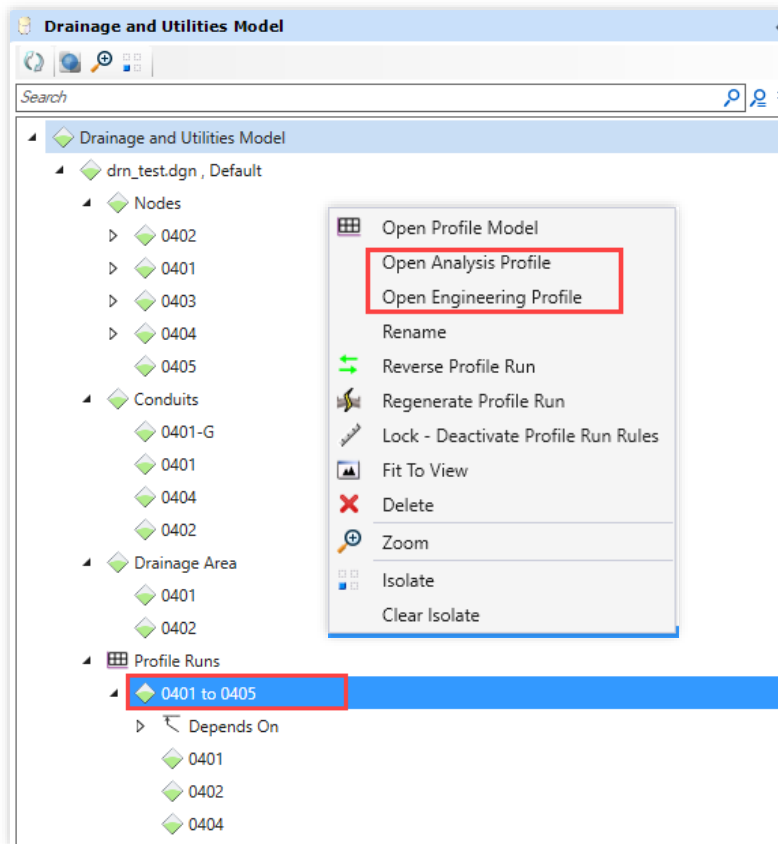 Drainage and Utilities Model
Search
Drainage and Utilities Model
drn_test.dgn , Default
Nodes
0402
0401
0403
0404
0405
Conduits
0401-G
0401
0404
0402
Drainage Area
0401
0402
Profile Runs
0401 to 0405
Depends On
0401
0402
0404
Open Profile Model
Open Analysis Profile
Open Engineering Profile
Rename
Reverse Profile Run
Regenerate Profile Run
Lock - Deactivate Profile Run Rules
Fit To View
Delete
Zoom
Isolate
Clear Isolate